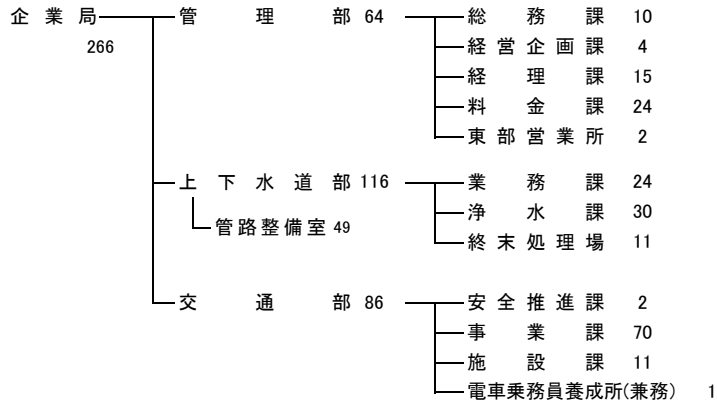 企業局 管理部 64 総務課 10
266 経営企画課 4
経理課 15
料金課 24
東部営業所 2
上下水道部 116 業務課 24
管路整備室 49 浄水課 30
終末処理場 11
交通部 86 安全推進課 2
事業課 70
施設課 11
電車乗務員養成所(兼務) 1